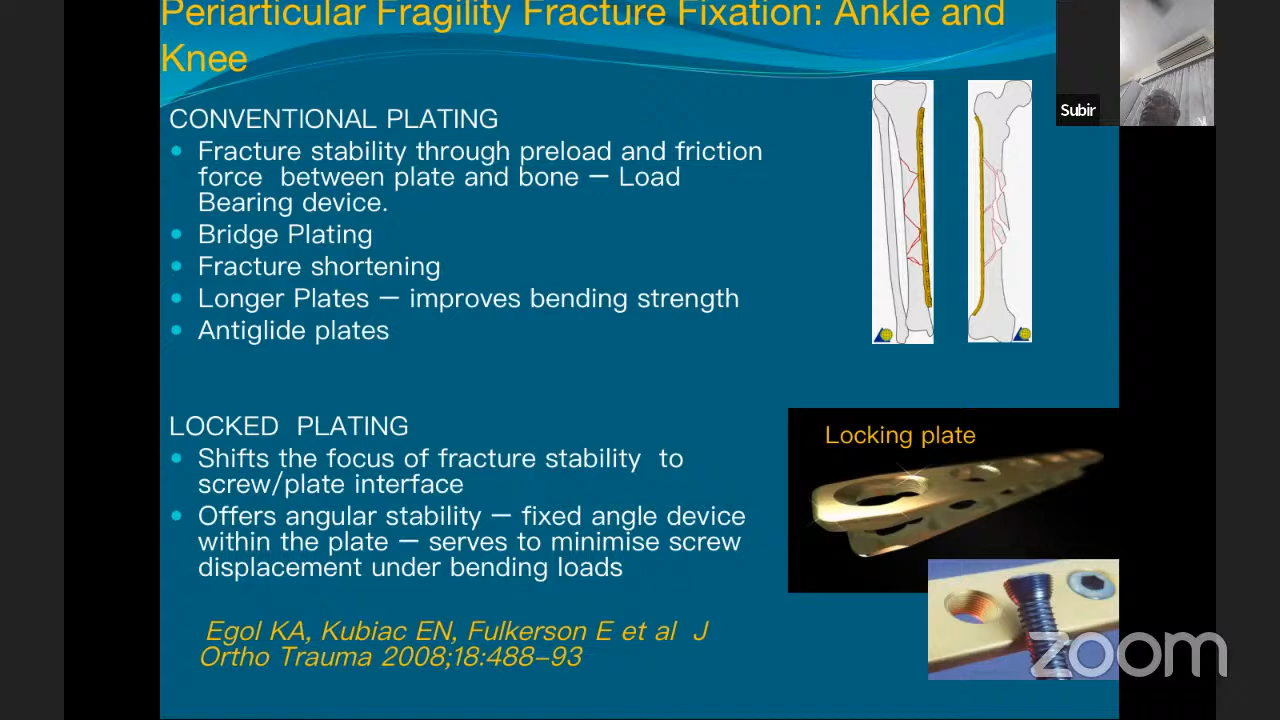 Periarticular Fragility Fracture Fixation: Ankle and
Knee
Subir
CONVENTIONAL PLATING
Fracture stability through preload and friction
force between plate and bone – Load
Bearing device.
Bridge Plating
Fracture shortening
Longer Plates – improves bending strength
Antiglide plates
LOCKED PLATING
Shifts the focus of fracture stability to
screw/plate interface
Offers angular stability – fixed angle device
within the plate – serves to minimise screw
displacement under bending loads
Egol KA, Kubiac EN, Fulkerson E et al J
Ortho Trauma 2008;18:488–93
Locking plate
zoom